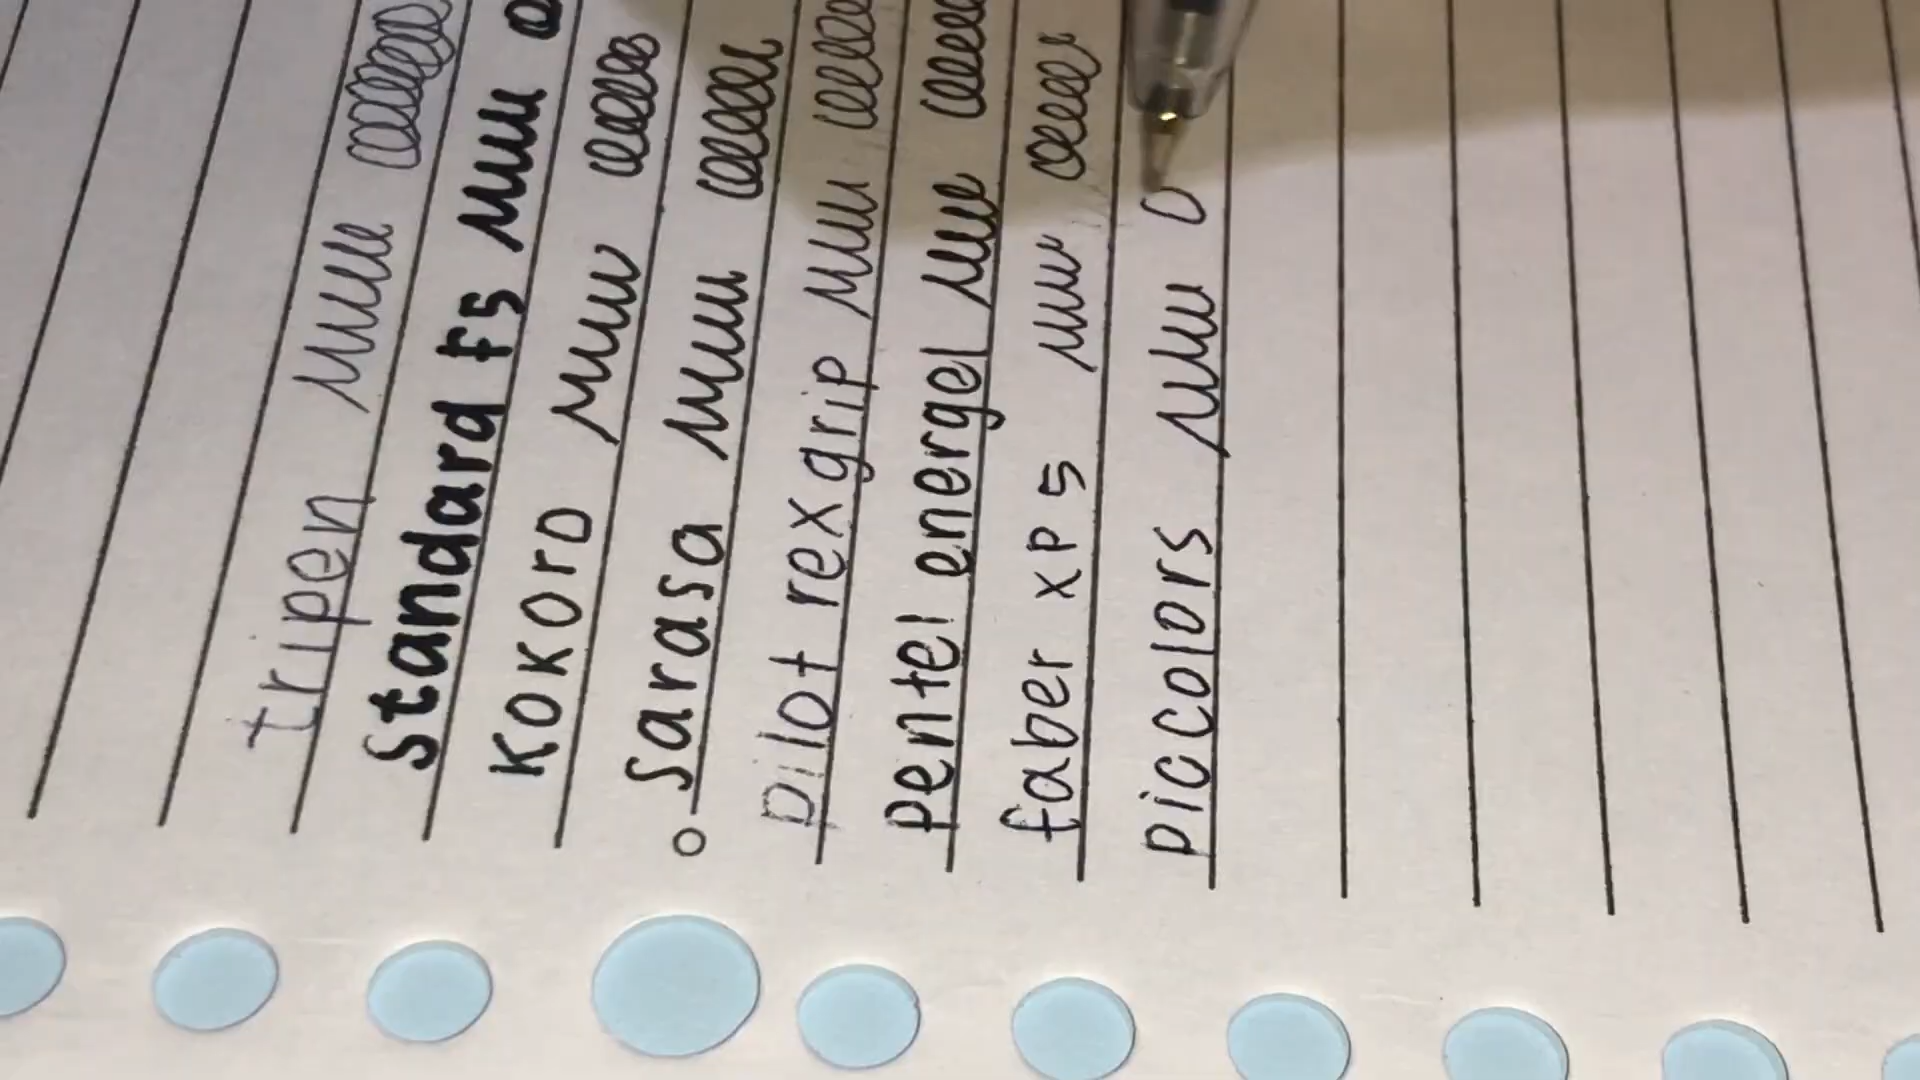 tripen
standard f5
kokoro
sarasa
pilot rexgrip
pentel energel
faber xp5
piccolors